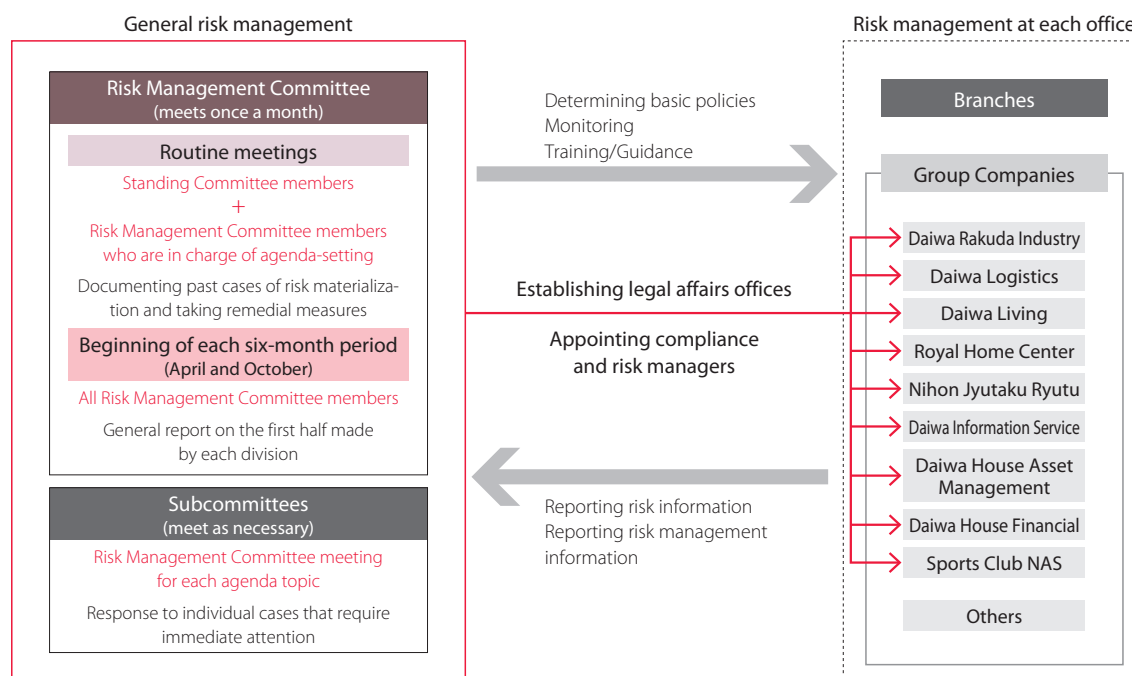 General risk management
Risk Management Committee
(meets once a month)
Routine meetings
Standing Committee members
+
Risk Management Committee members
who are in charge of agenda-setting
Documenting past cases of risk materializa-
tion and taking remedial measures
Beginning of each six-month period
(April and October)
All Risk Management Committee members
General report on the first half made
by each division
Subcommittees
(meet as necessary)
Risk Management Committee meeting
for each agenda topic
Response to individual cases that require
immediate attention
Determining basic policies
Monitoring
Training/Guidance
Establishing legal affairs offices
Appointing compliance
and risk managers
Reporting risk information
Reporting risk management
information
Risk management at each office
Branches
Group Companies
Daiwa Rakuda Industry
Daiwa Logistics
Daiwa Living
Royal Home Center
Nihon Jyutaku Ryutu
Daiwa Information Service
Daiwa House Asset
Management
Daiwa House Financial
Sports Club NAS
Others